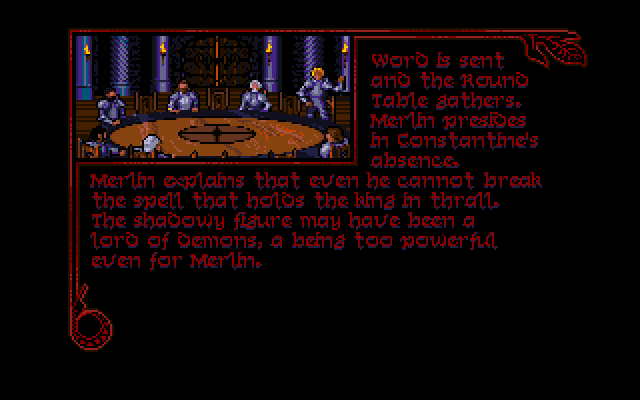 Word is sent
and the Round
Table gathers.
Merlin presides
in Constantine's
absence.
Merlin explains that even he cannot break
the spell that holds the king in thrall.
The shadowy figure may have been a
lord of demons, a being too powerful
even for Merlin.